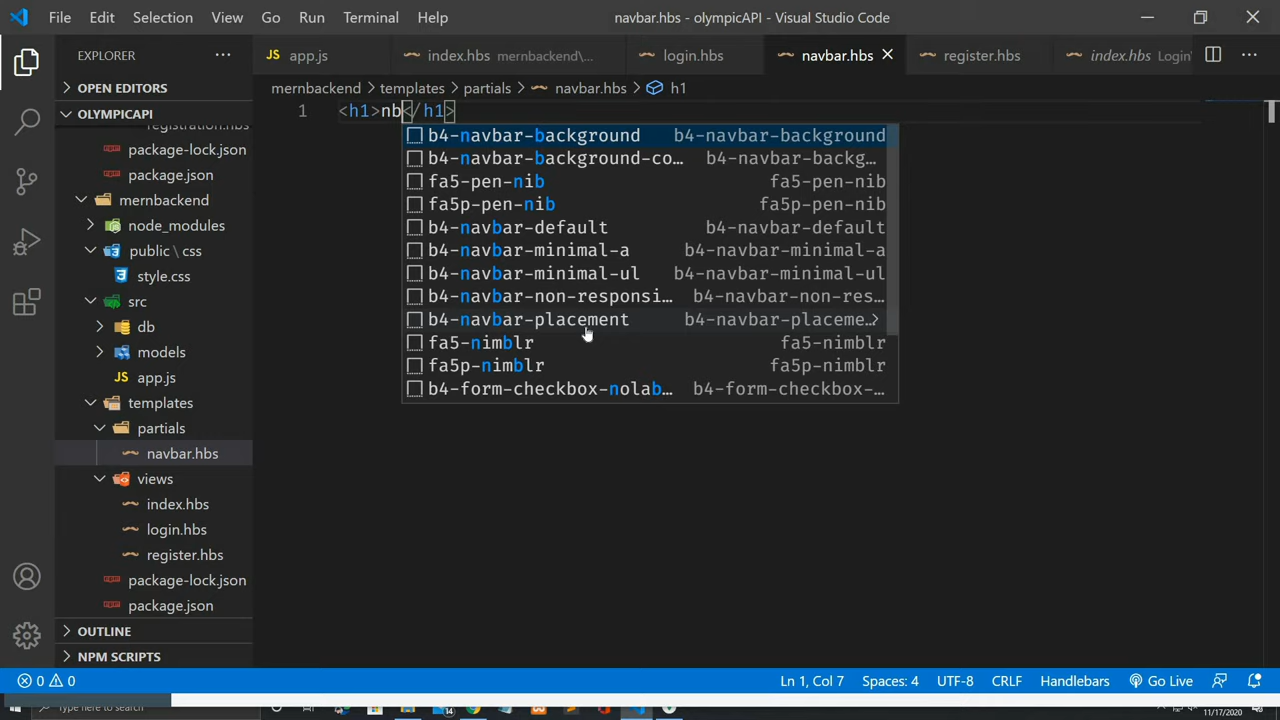 File Edit Selection View Go Run Terminal Help navbar.hbs - olympicAPI - Visual Studio Code
EXPLORER
OPEN EDITORS
OLYMPICAPI
registration.hbs
package-lock.json
package.json
mernbackend
node_modules
public \ css
style.css
src
db
models
app.js
templates
partials
navbar.hbs
views
index.hbs
login.hbs
register.hbs
package-lock.json
package.json
OUTLINE
NPM SCRIPTS
JS app.js index.hbs mernbackend\... login.hbs navbar.hbs register.hbs index.hbs Login
mernbackend > templates > partials > navbar.hbs > h1
1 <h1>nb</h1>
b4-navbar-background b4-navbar-background
b4-navbar-background-co... b4-navbar-backg...
fa5-pen-nib fa5-pen-nib
fa5p-pen-nib fa5p-pen-nib
b4-navbar-default b4-navbar-default
b4-navbar-minimal-a b4-navbar-minimal-a
b4-navbar-minimal-ul b4-navbar-minimal-ul
b4-navbar-non-responsi... b4-navbar-non-res...
b4-navbar-placement b4-navbar-placeme...>
fa5-nimblr fa5-nimblr
fa5p-nimblr fa5p-nimblr
b4-form-checkbox-nolab... b4-form-checkbox-...
0 0 Ln 1, Col 7 Spaces: 4 UTF-8 CRLF Handlebars Go Live
Type here to search 14 11/17/2020